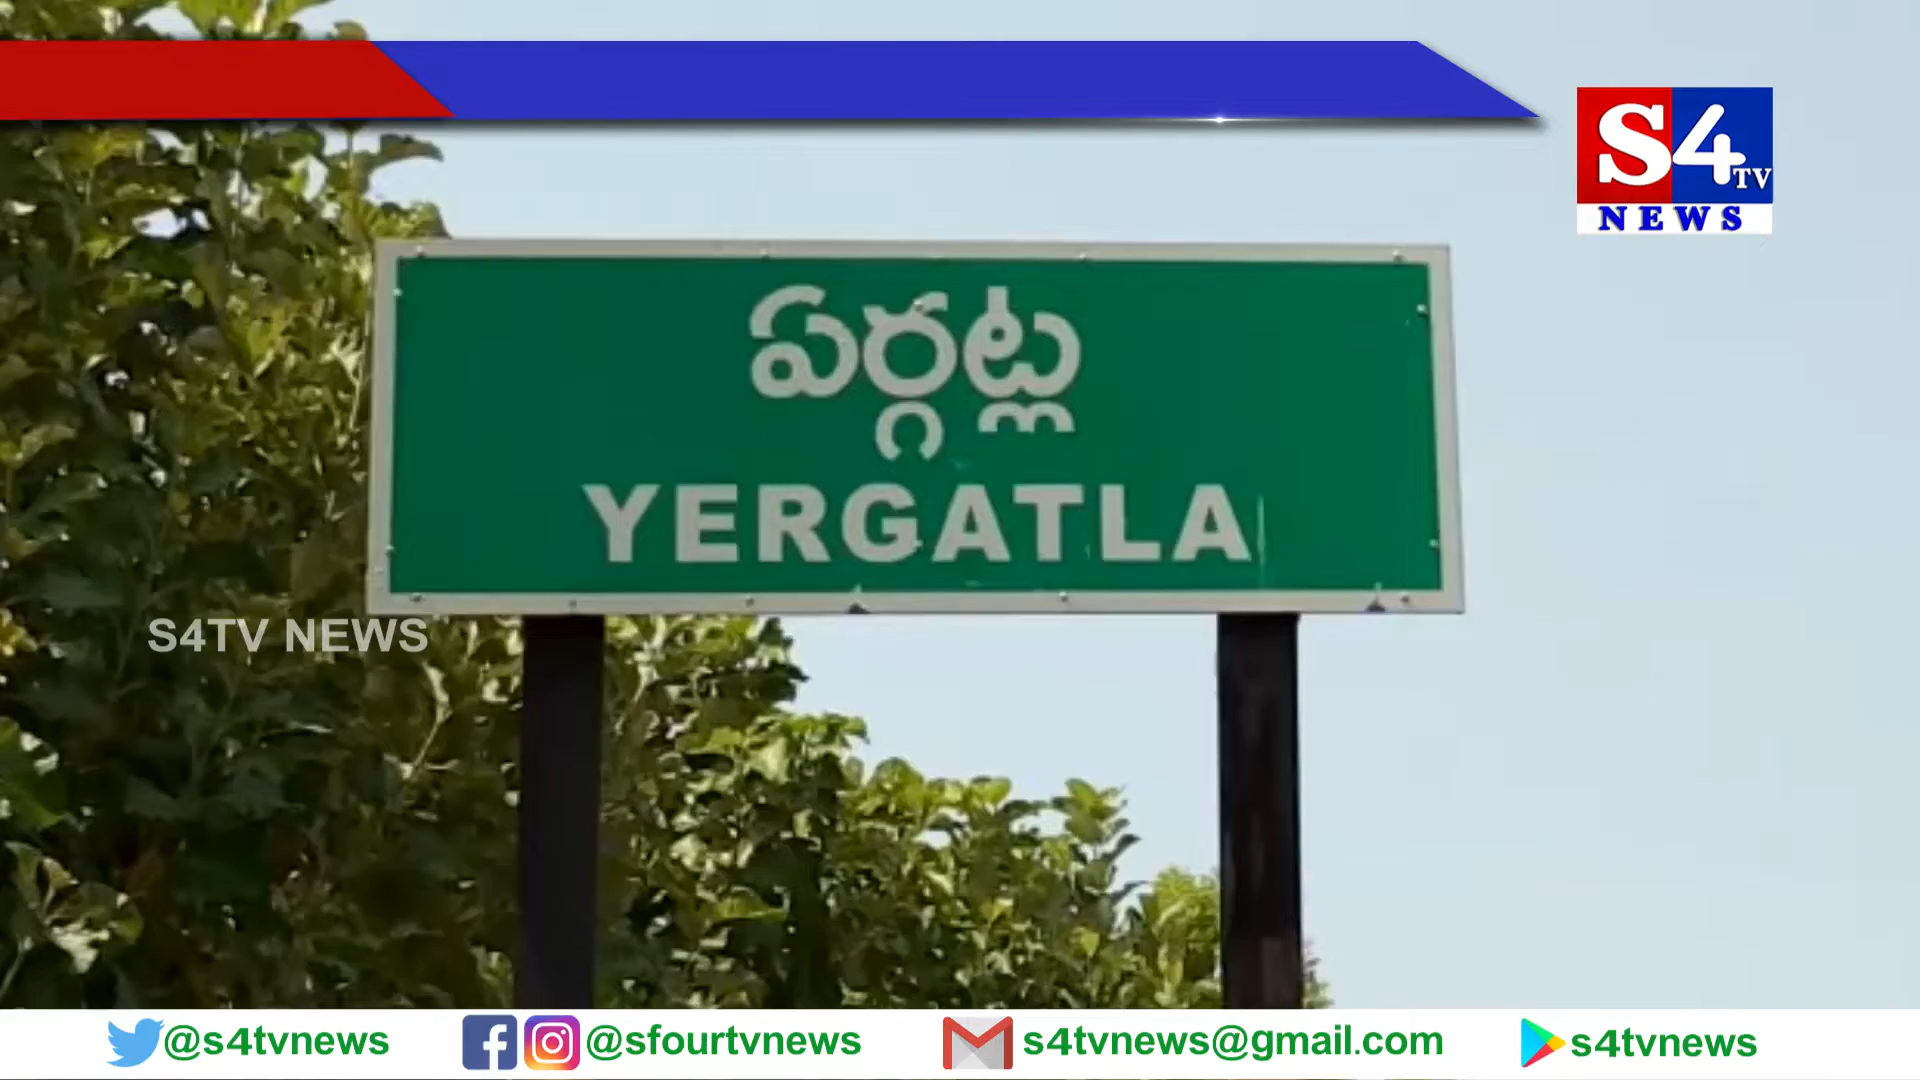 S4
TV
NEWS
ఏర్గట్ల
YERGATLA
S4TV NEWS
@s4tvnews @sfourtvnews s4tvnews@gmail.com s4tvnews